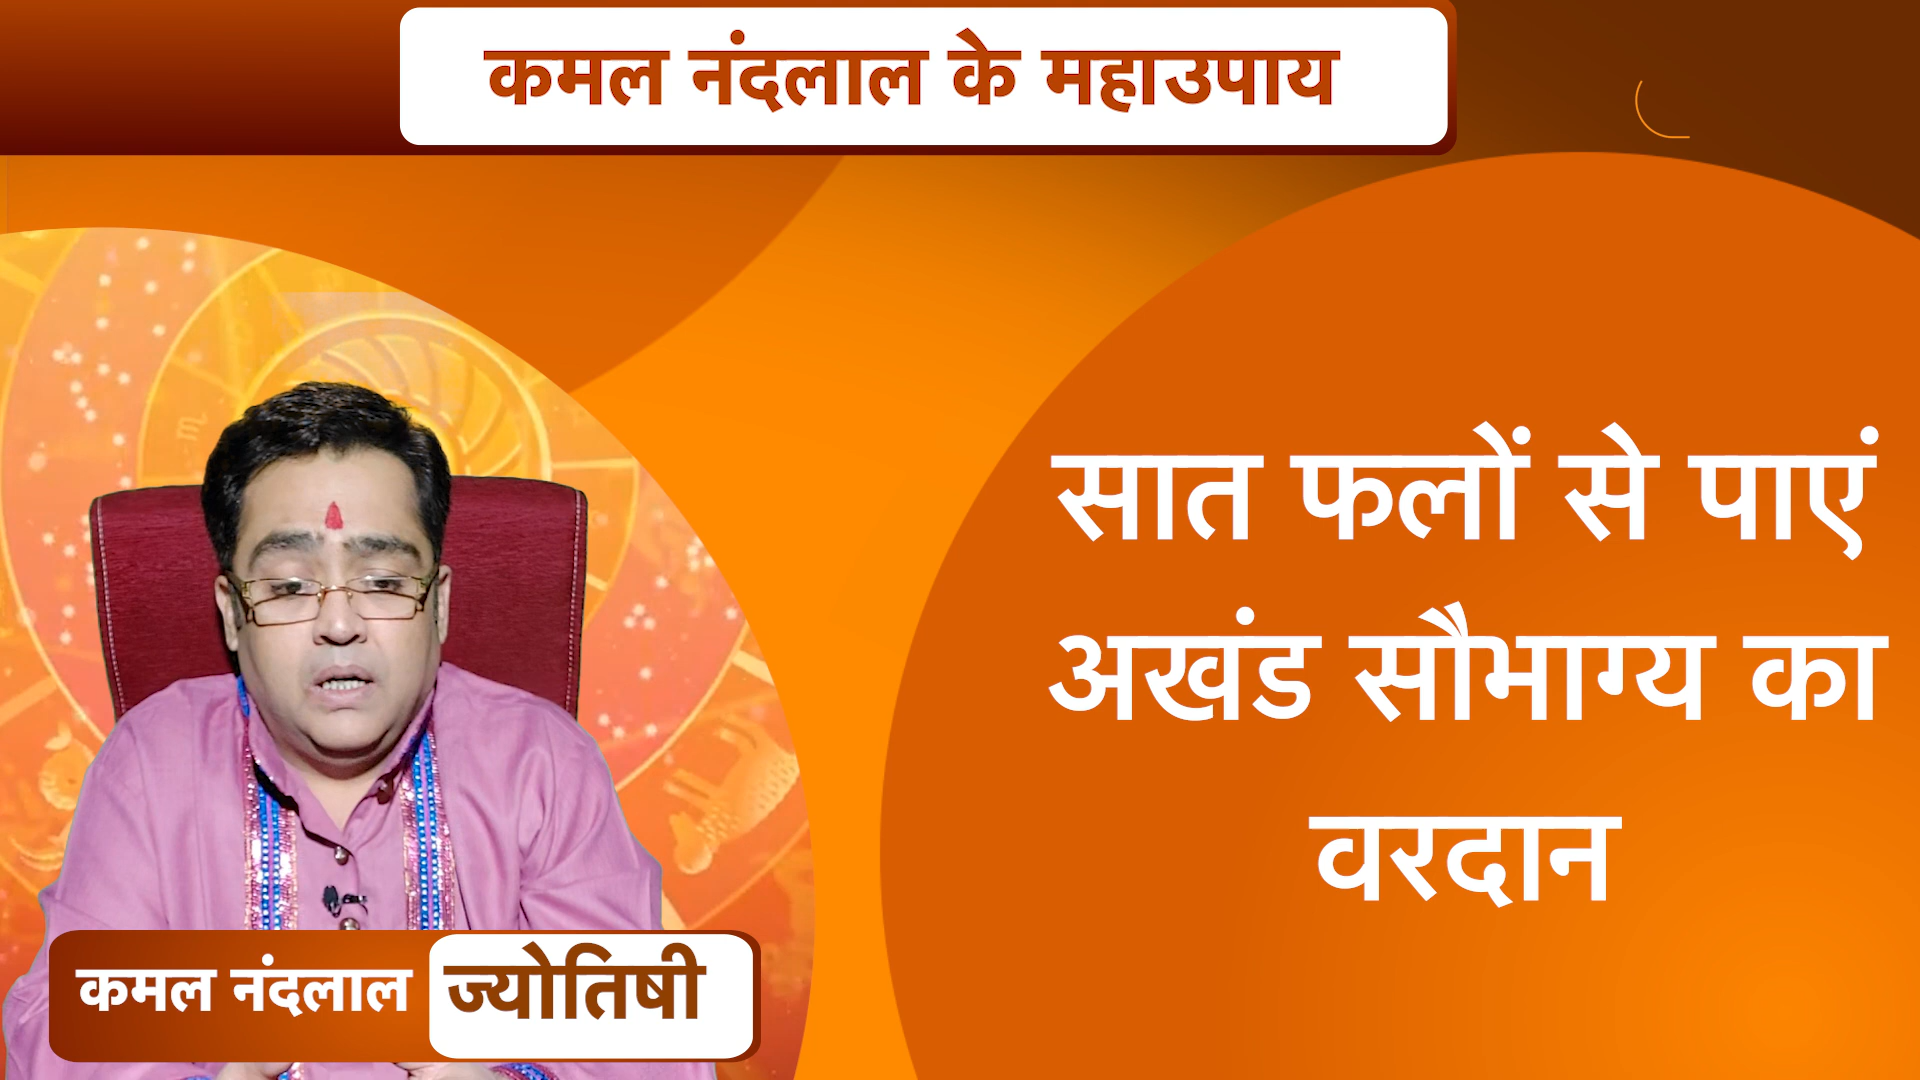 कमल नंदलाल के महाउपाय
सात फलों से पाएं
अखंड सौभाग्य का
वरदान
कमल नंदलाल ज्योतिषी